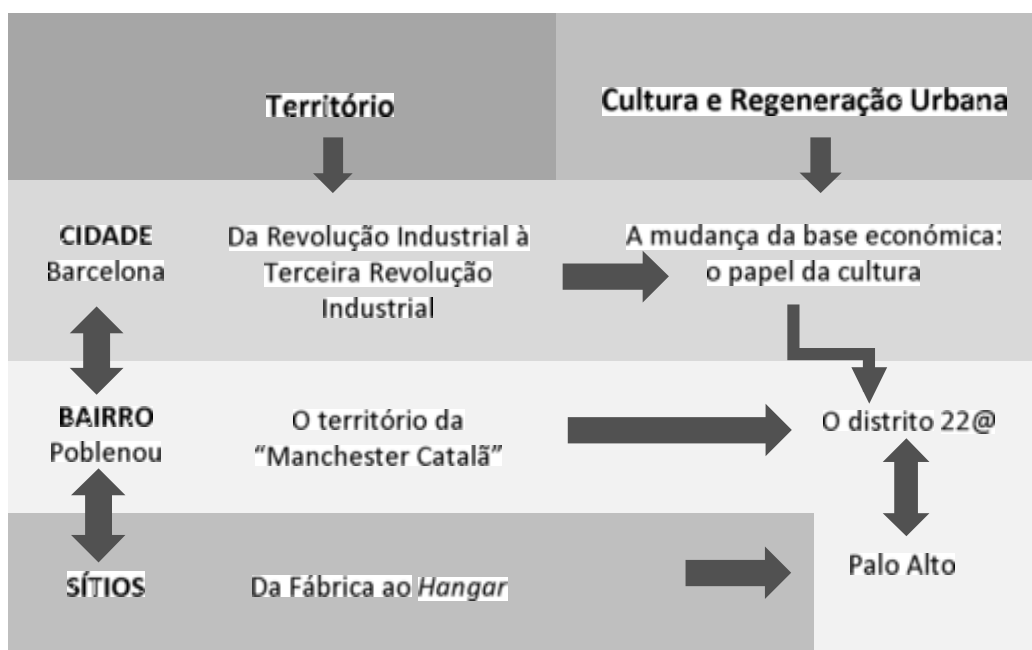 Território
Cultura e Regeneração Urbana
CIDADE
Barcelona
Da Revolução Industrial à
Terceira Revolução
Industrial
A mudança da base económica:
o papel da cultura
BAIRRO
Poblenou
O território da
“Manchester Catalã”
O distrito 22@
SÍTIOS
Da Fábrica ao Hangar
Palo Alto